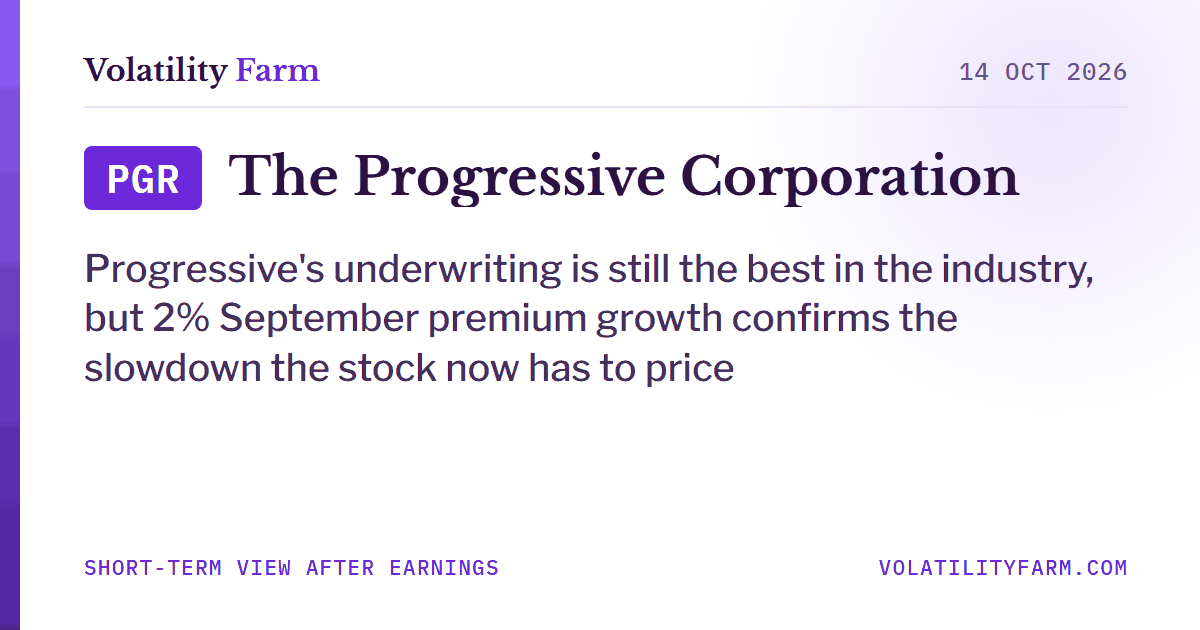 Volatility Farm
14 OCT 2026
PGR The Progressive Corporation
Progressive's underwriting is still the best in the industry,
but 2% September premium growth confirms the
slowdown the stock now has to price
SHORT-TERM VIEW AFTER EARNINGS
VOLATILITYFARM.COM